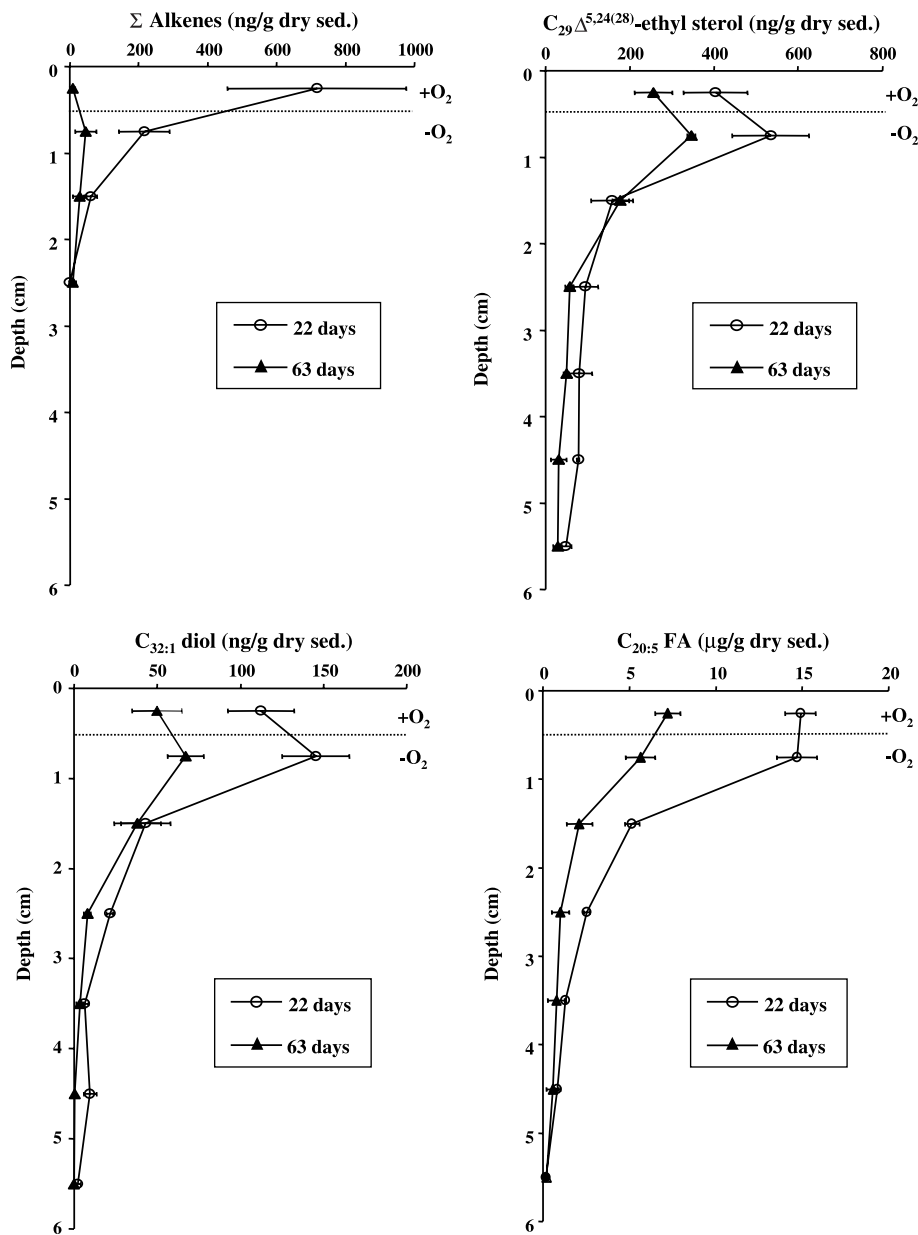 Σ Alkenes (ng/g dry sed.)
0 200 400 600 800 1000
0
1
2
3
4
5
6
Depth (cm)
+O₂
-O₂
22 days
63 days
C₂₉Δ⁵,²⁴⁽²⁸⁾-ethyl sterol (ng/g dry sed.)
0 200 400 600 800
0
1
2
3
4
5
6
Depth (cm)
+O₂
-O₂
22 days
63 days
C₃₂:₁ diol (ng/g dry sed.)
0 50 100 150 200
0
1
2
3
4
5
6
Depth (cm)
+O₂
-O₂
22 days
63 days
C₂₀:₅ FA (μg/g dry sed.)
0 5 10 15 20
0
1
2
3
4
5
6
Depth (cm)
+O₂
-O₂
22 days
63 days